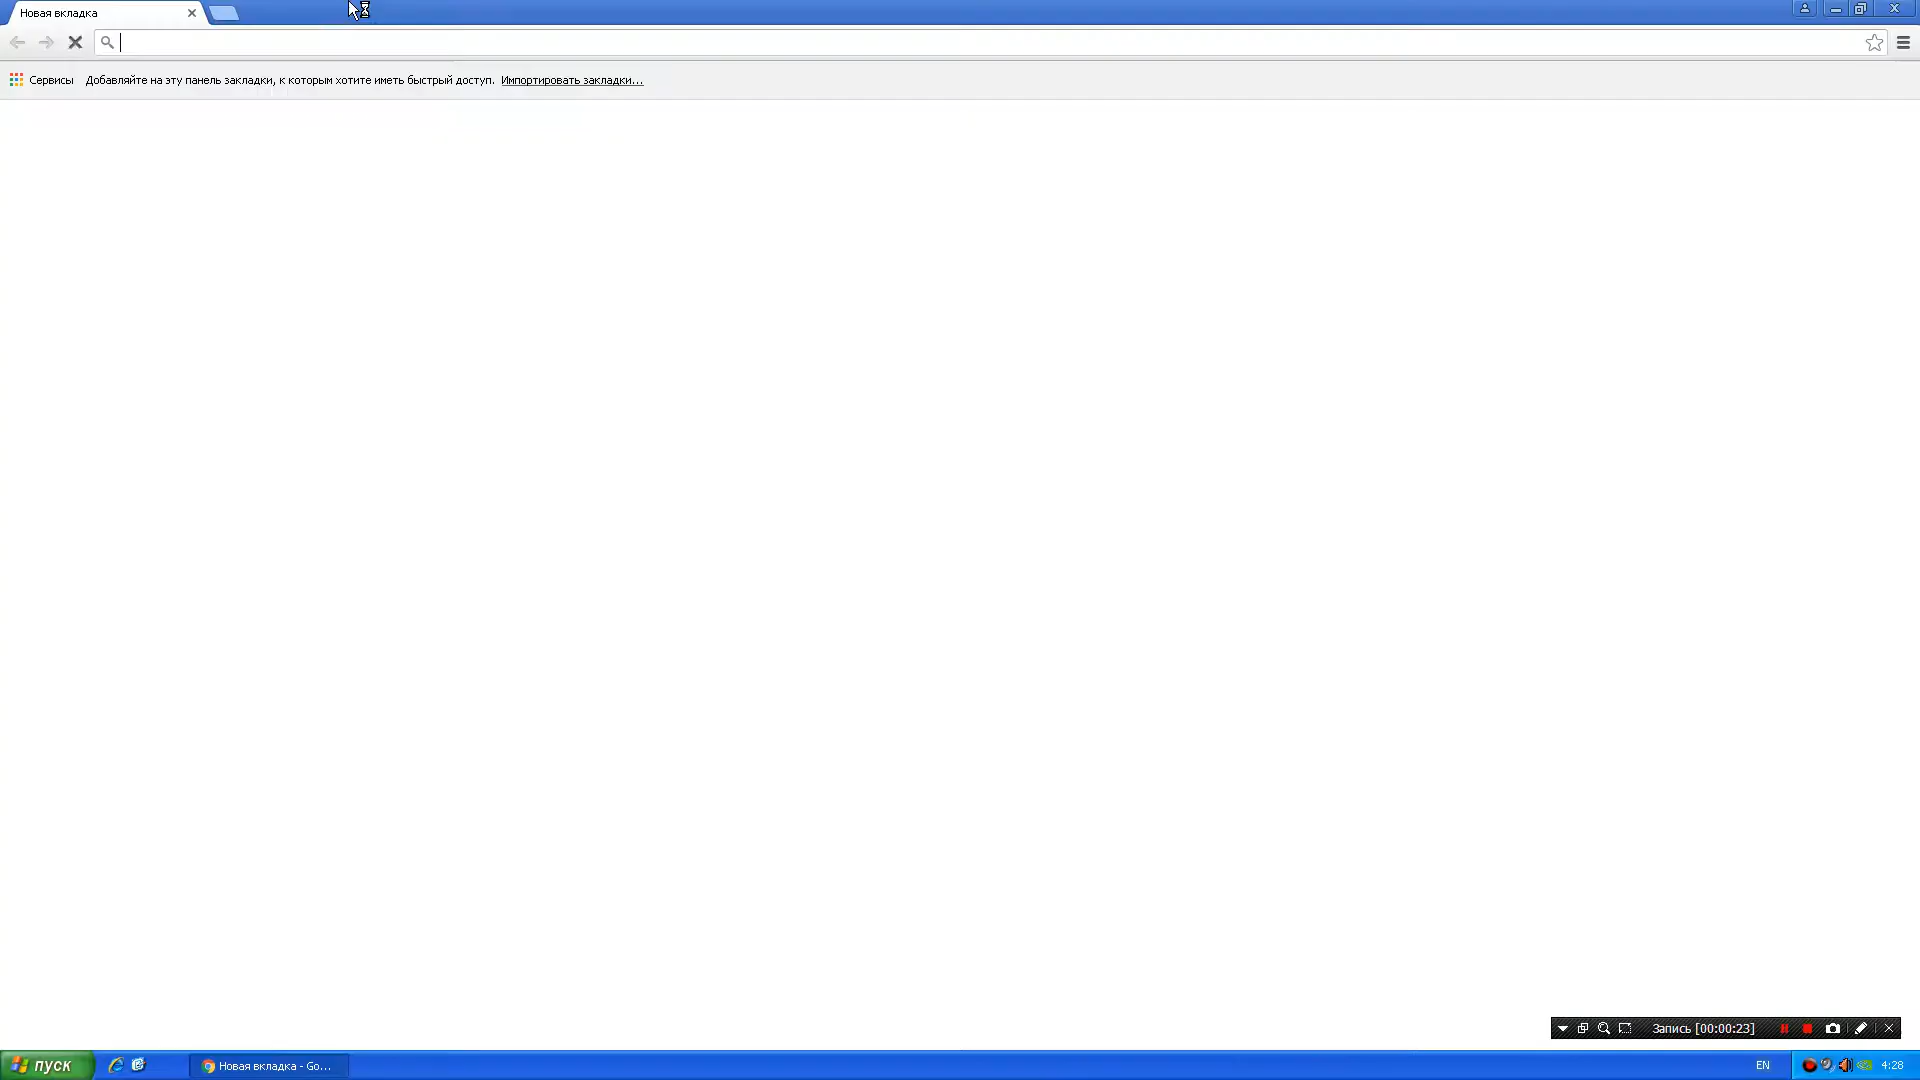 Новая вкладка
Сервисы Добавляйте на эту панель закладки, к которым хотите иметь быстрый доступ. Импортировать закладки...
Запись [00:00:23]
пуск Новая вкладка - Go... EN 4:28